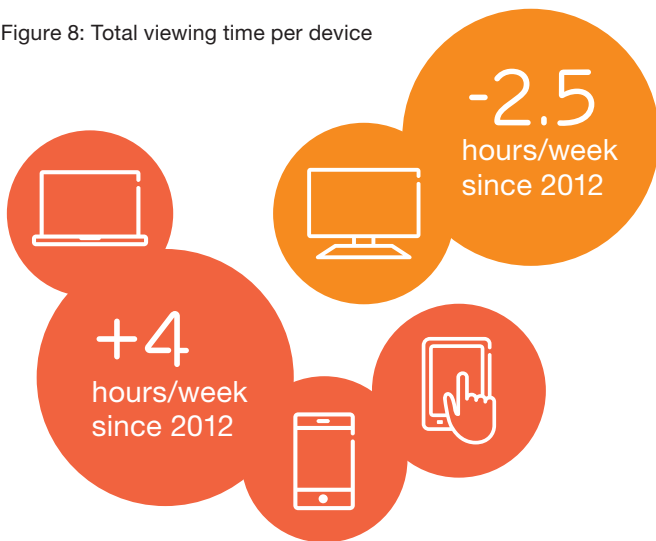 Figure 8: Total viewing time per device
-2.5
hours/week
since 2012
+4
hours/week
since 2012